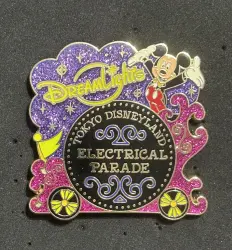 DreamLights
TOKYO DISNEYLAND
ELECTRICAL
PARADE